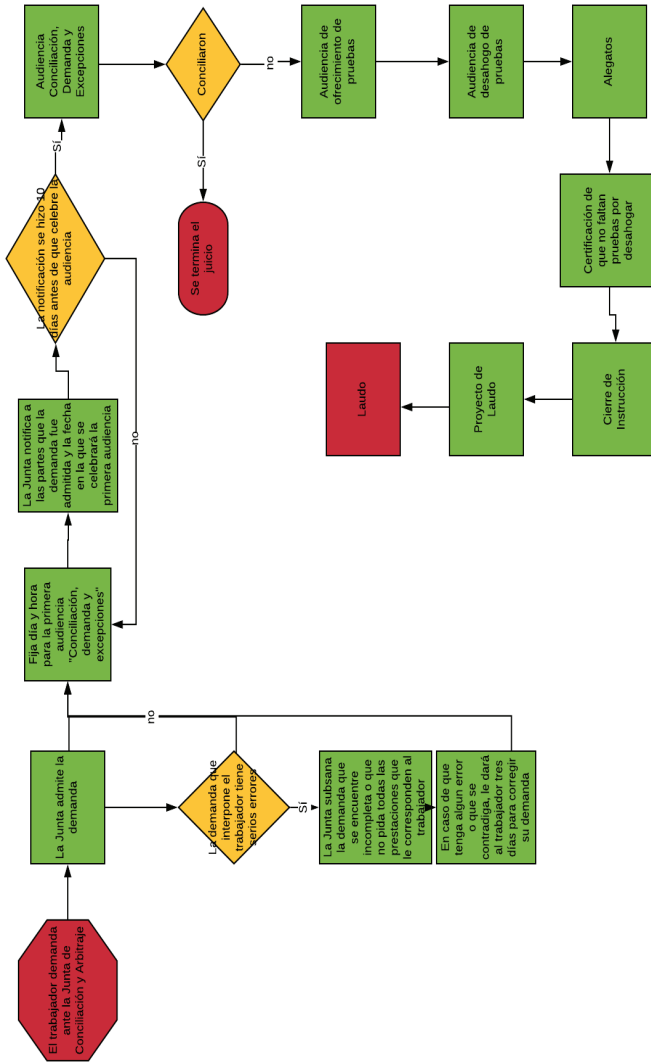 El trabajador demanda
ante la Junta de
Conciliación y Arbitraje
La Junta admite la
demanda
La demanda que
interpone el
trabajador tiene
serios errores
Sí
no
La Junta subsana
la demanda que
se encuentre
incompleta o que
no pida todas las
prestaciones que
le corresponden al
trabajador
En caso de que
tenga algun error
o que se
contradiga, le dará
al trabajador tres
días para corregir
su demanda
Fija día y hora
para la primera
audiencia
"Conciliación,
demanda y
excepciones"
La Junta notifica a
las partes que la
demanda fue
admitida y la fecha
en la que se
celebrará la
primera audiencia
La notificación se hizo 10
días antes de que celebre la
audiencia
no
Sí
Audiencia
Conciliación,
Demanda y
Excepciones
Conciliaron
Sí
Se termina el
juicio
no
Audiencia de
ofrecimiento de
pruebas
Audiencia de
desahogo de
pruebas
Alegatos
Certificación de
que no faltan
pruebas por
desahogar
Cierre de
Instrucción
Proyecto de
Laudo
Laudo